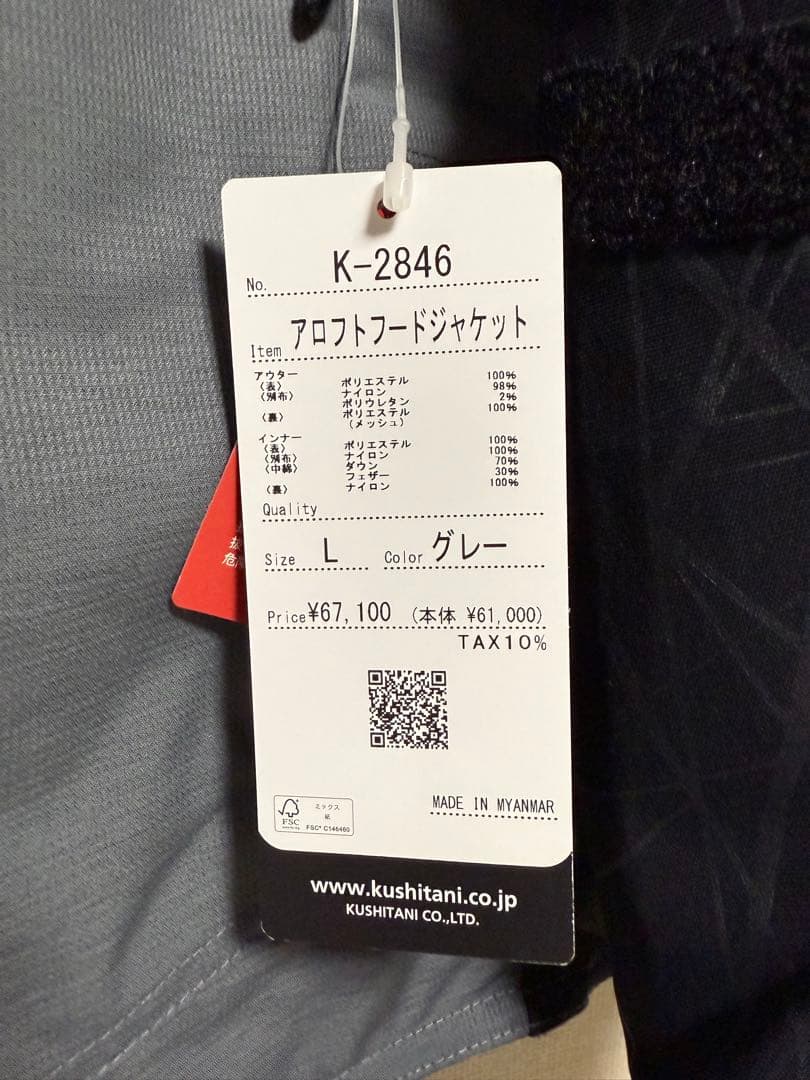 No. K-2846
Item アロフトフードジャケット
アウター
〈表〉 ポリエステル 100%
〈別布〉 ナイロン 98%
ポリウレタン 2%
〈裏〉 ポリエステル 100%
(メッシュ)
インナー
〈表〉 ポリエステル 100%
〈別布〉 ナイロン 100%
〈中綿〉 ダウン 70%
フェザー 30%
〈裏〉 ナイロン 100%
Quality
Size L Color グレー
Price ¥67,100 (本体 ¥61,000)
TAX10%
MADE IN MYANMAR
FSC
ミックス
紙
FSC® C146460
www.kushitani.co.jp
KUSHITANI CO.,LTD.